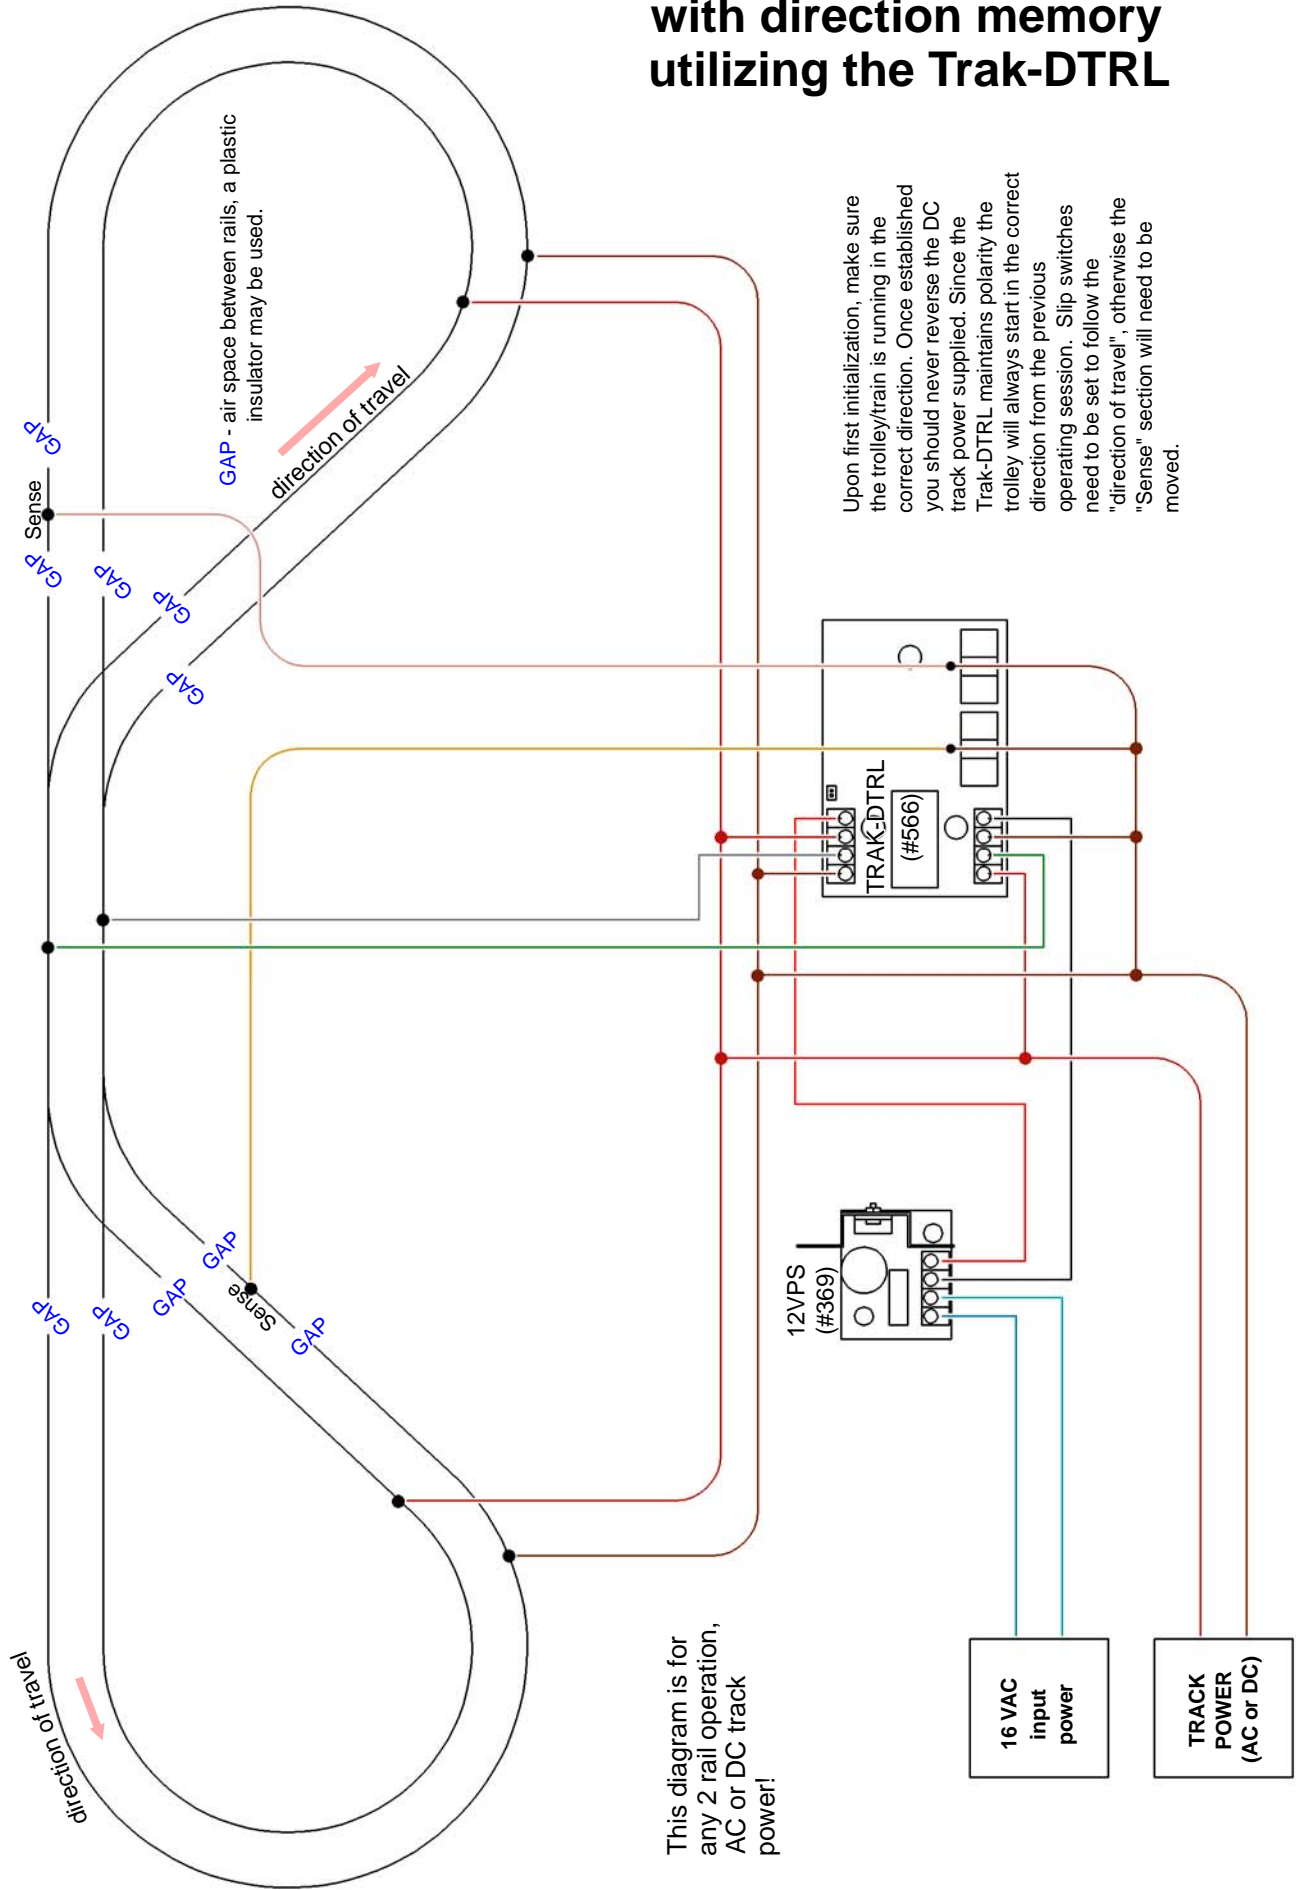 with direction memory
utilizing the Trak-DTRL
GAP - air space between rails, a plastic
insulator may be used.
direction of travel
GAP
Sense
GAP
GAP
GAP
GAP
Upon first initialization, make sure
the trolley/train is running in the
correct direction. Once established
you should never reverse the DC
track power supplied. Since the
Trak-DTRL maintains polarity the
trolley will always start in the correct
direction from the previous
operating session. Slip switches
need to be set to follow the
"direction of travel", otherwise the
"Sense" section will need to be
moved.
TRAK-DTRL
(#566)
GAP
GAP
GAP
GAP
Sense
GAP
12VPS
(#369)
direction of travel
This diagram is for
any 2 rail operation,
AC or DC track
power!
16 VAC
input
power
TRACK
POWER
(AC or DC)